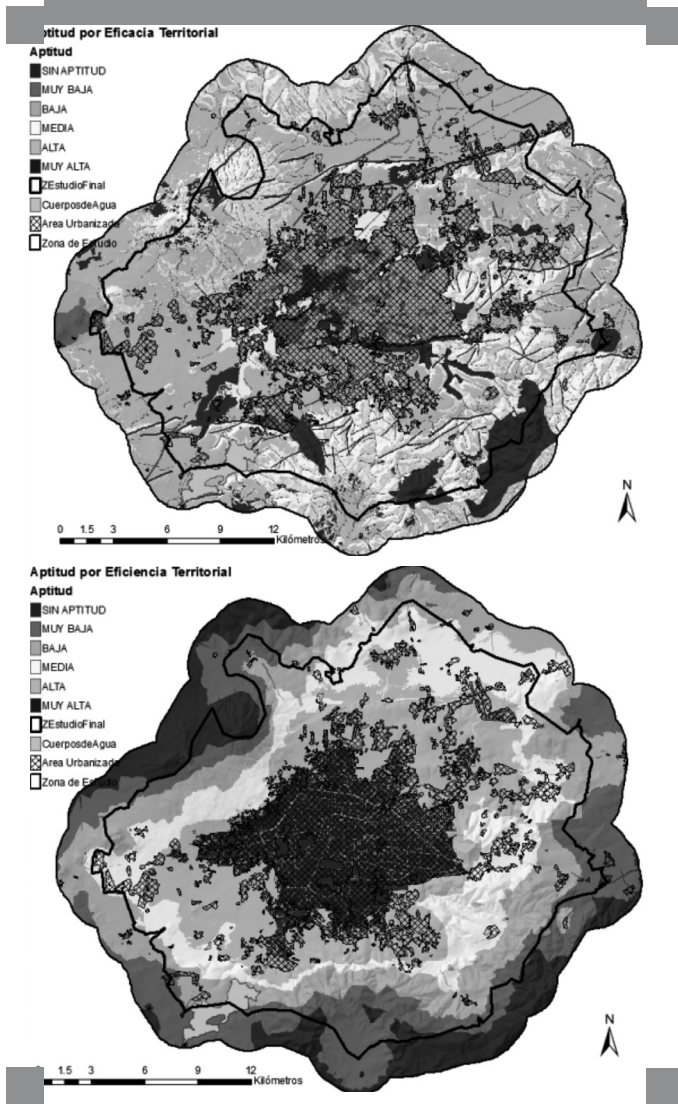 ptitud por Eficacia Territorial
Aptitud
SIN APTITUD
MUY BAJA
BAJA
MEDIA
ALTA
MUY ALTA
ZEstudioFinal
CuerposdeAgua
Area Urbanizada
Zona de Estudio
N
0 1.5 3 6 9 12
Kilómetros
Aptitud por Eficiencia Territorial
Aptitud
SIN APTITUD
MUY BAJA
BAJA
MEDIA
ALTA
MUY ALTA
ZEstudioFinal
CuerposdeAgua
Area Urbanizada
Zona de Estudio
N
1.5 3 6 9 12
Kilómetros